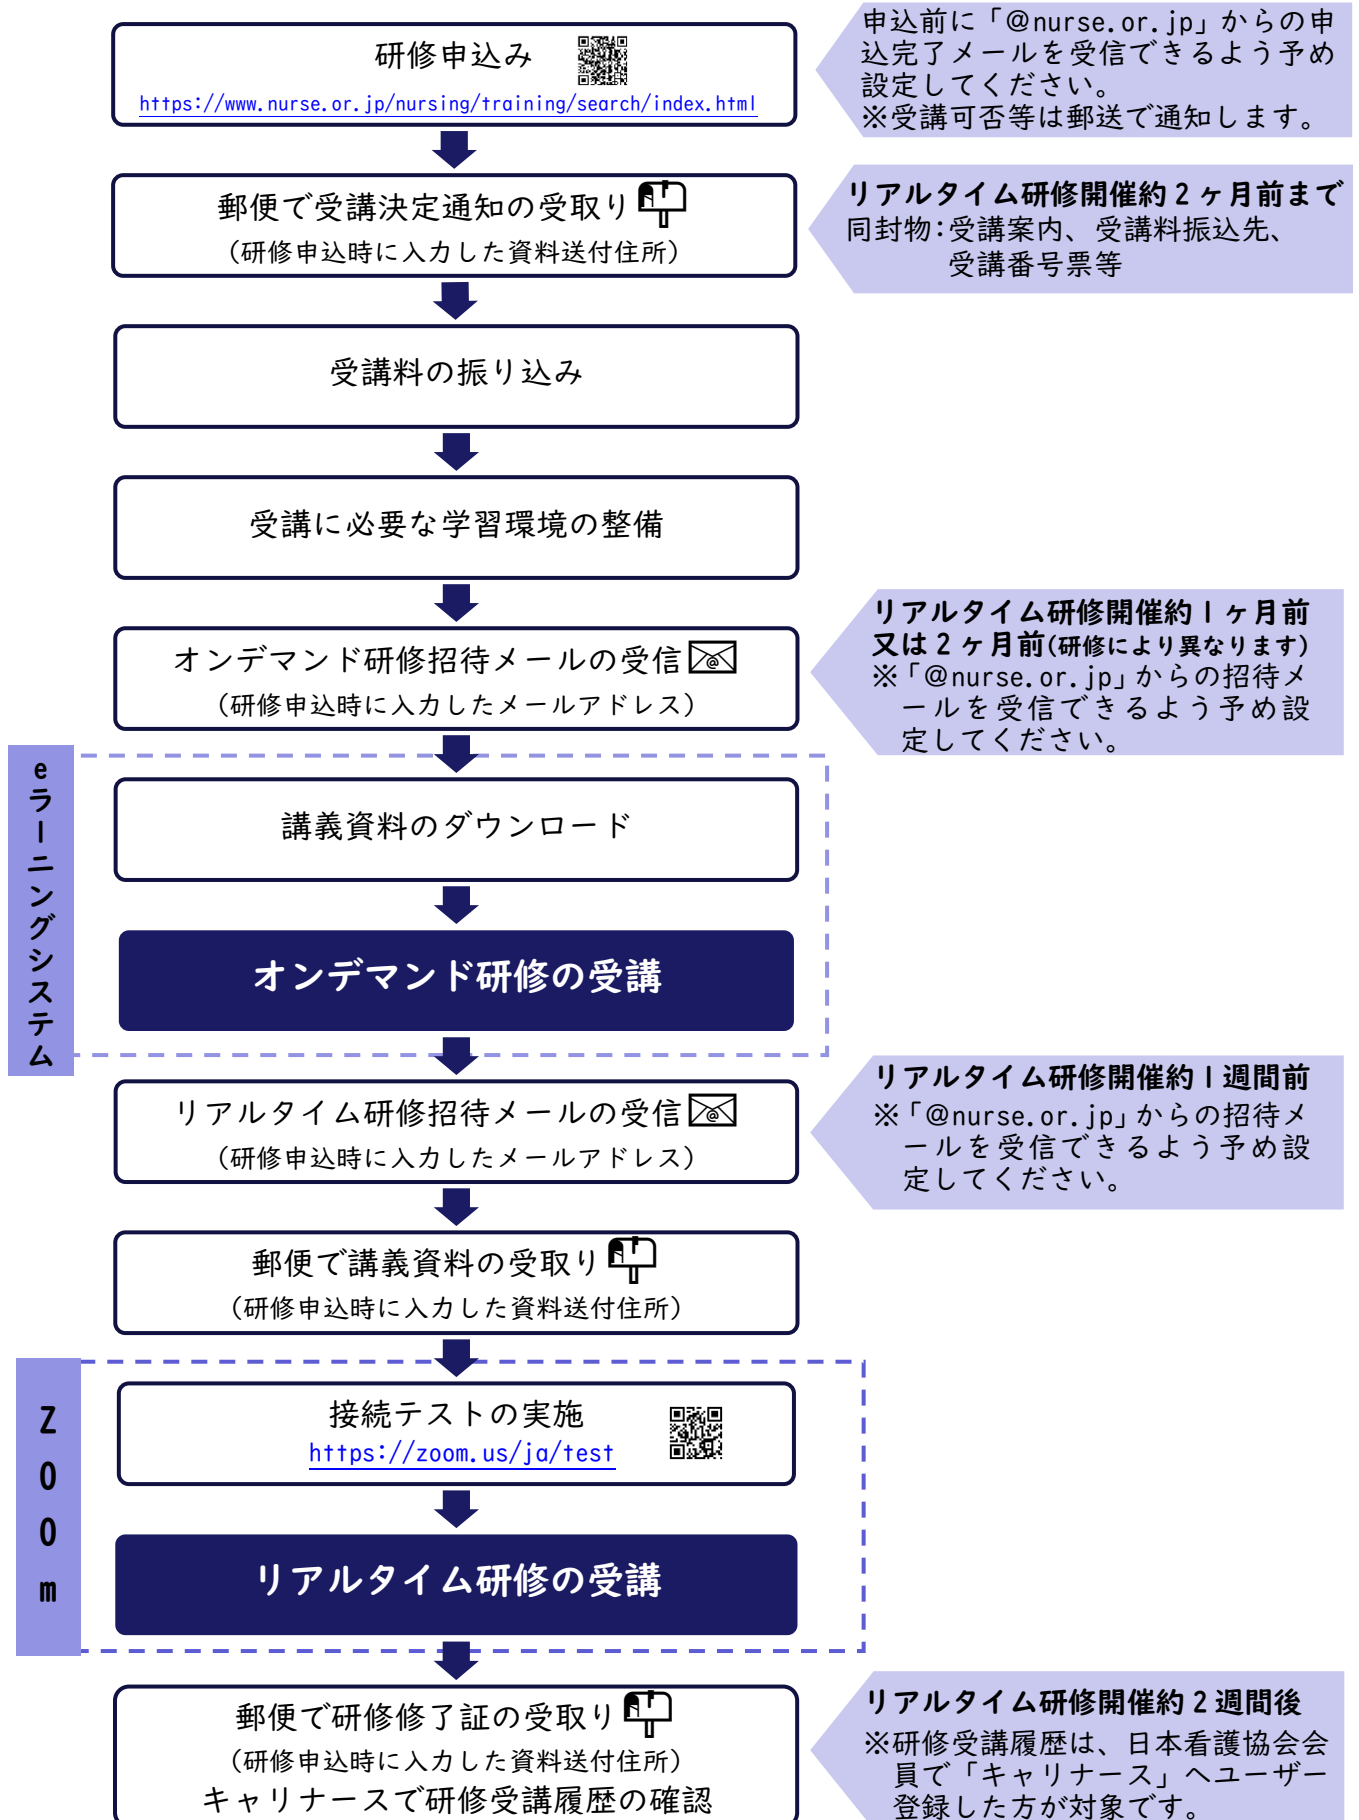 研修申込み
https://www.nurse.or.jp/nursing/training/search/index.html
申込前に「@nurse.or.jp」からの申
込完了メールを受信できるよう予め
設定してください。
※受講可否等は郵送で通知します。
郵便で受講決定通知の受取り
（研修申込時に入力した資料送付住所）
リアルタイム研修開催約2ヶ月前まで
同封物：受講案内、受講料振込先、
受講番号票等
受講料の振り込み
受講に必要な学習環境の整備
オンデマンド研修招待メールの受信
（研修申込時に入力したメールアドレス）
リアルタイム研修開催約1ヶ月前
又は2ヶ月前(研修により異なります)
※「@nurse.or.jp」からの招待メ
ールを受信できるよう予め設
定してください。
eラーニングシステム
講義資料のダウンロード
オンデマンド研修の受講
リアルタイム研修招待メールの受信
（研修申込時に入力したメールアドレス）
リアルタイム研修開催約1週間前
※「@nurse.or.jp」からの招待メ
ールを受信できるよう予め設
定してください。
郵便で講義資料の受取り
（研修申込時に入力した資料送付住所）
ZOOm
接続テストの実施
https://zoom.us/ja/test
リアルタイム研修の受講
郵便で研修修了証の受取り
（研修申込時に入力した資料送付住所）
キャリナースで研修受講履歴の確認
リアルタイム研修開催約2週間後
※研修受講履歴は、日本看護協会会
員で「キャリナース」へユーザー
登録した方が対象です。